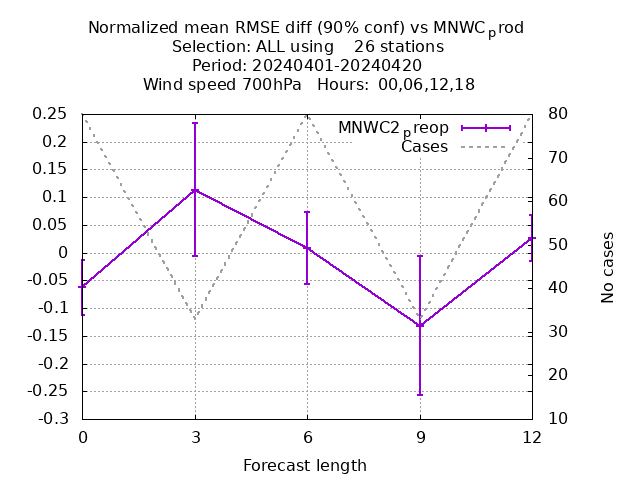 Normalized mean RMSE diff (90% conf) vs MNWCprod
Selection: ALL using    26 stations
Period: 20240401-20240420
Wind speed 700hPa   Hours:  00,06,12,18
MNWC2preop
Cases
0.25
0.2
0.15
0.1
0.05
0
-0.05
-0.1
-0.15
-0.2
-0.25
-0.3
80
70
60
50
40
30
20
10
No cases
0 3 6 9 12
Forecast length